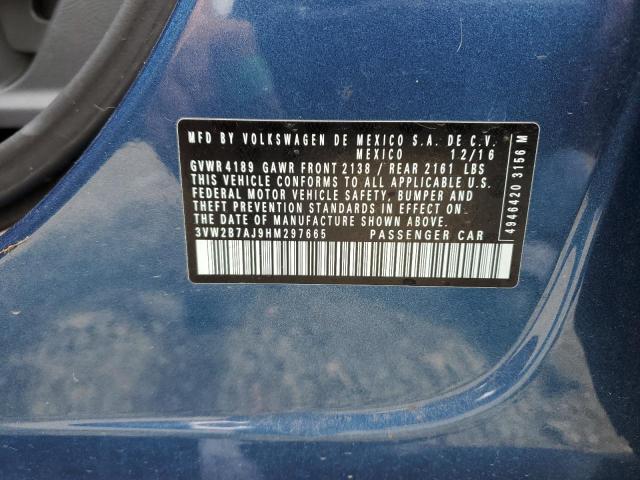 MFD BY VOLKSWAGEN DE MEXICO S.A. DE C.V.
MEXICO 12/16
GVWR 4189 GAWR FRONT 2138 / REAR 2161 LBS
THIS VEHICLE CONFORMS TO ALL APPLICABLE U.S.
FEDERAL MOTOR VEHICLE SAFETY, BUMPER AND
THEFT PREVENTION STANDARDS IN EFFECT ON THE
DATE OF MANUFACTURE SHOWN ABOVE.
3VW2B7AJ9HM297665 PASSENGER CAR
4946420 3156 M